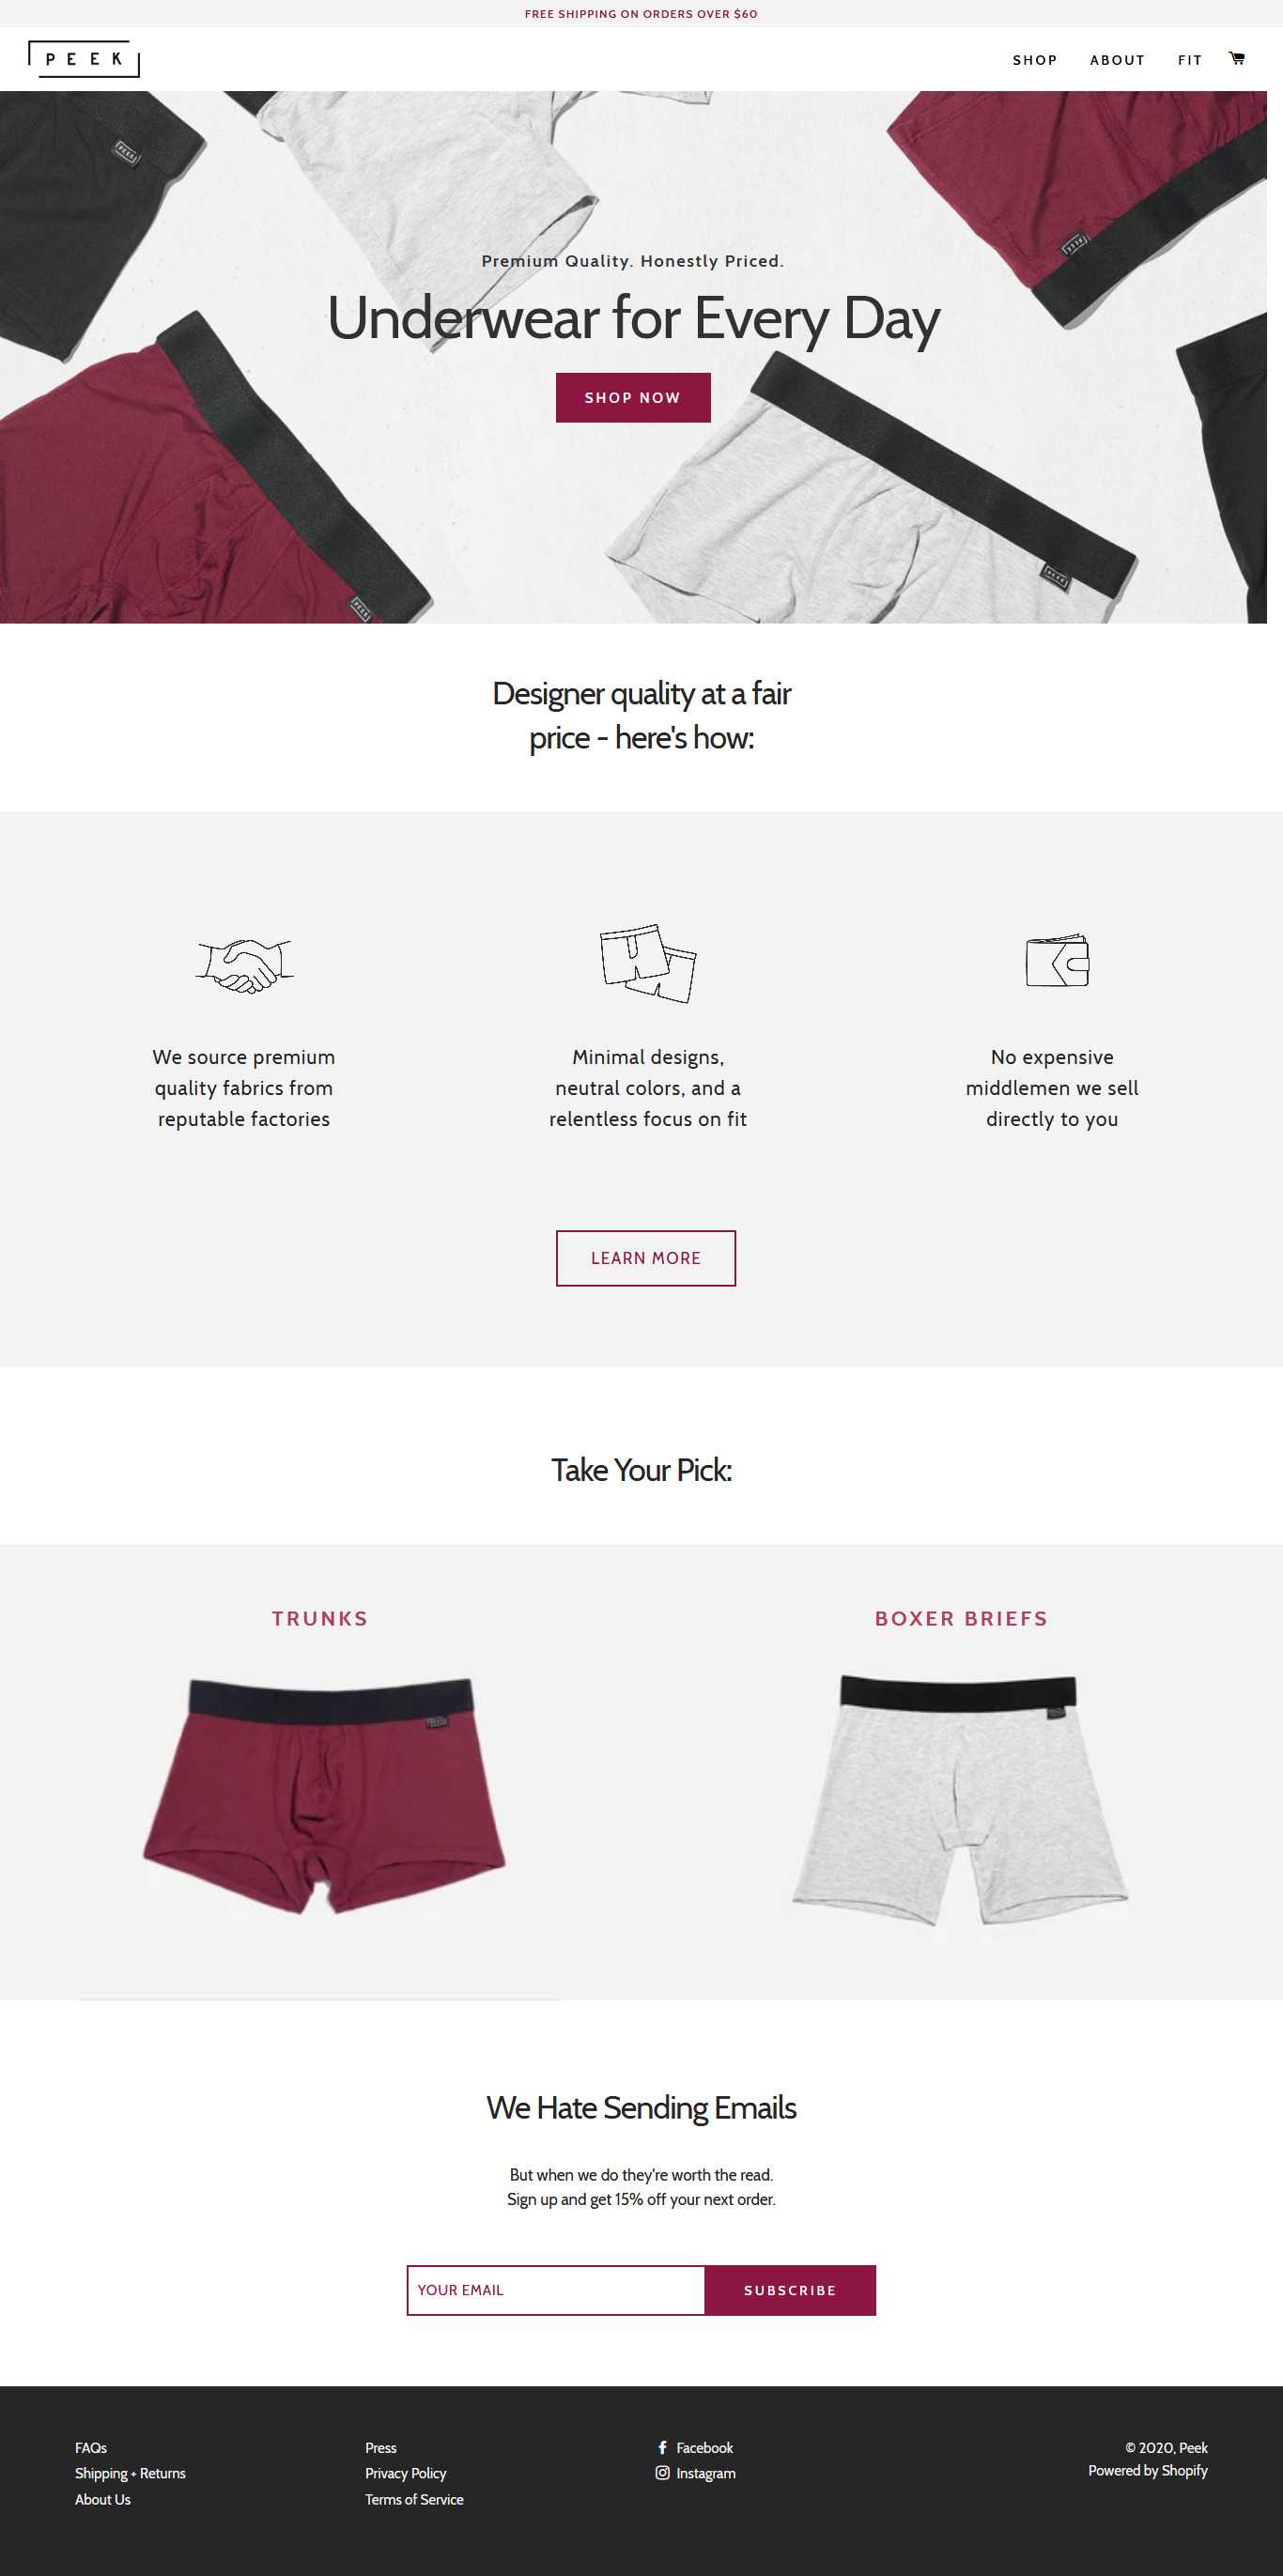 FREE SHIPPING ON ORDERS OVER $60
PEEK
SHOP ABOUT FIT
PEEK
PEEK
Premium Quality. Honestly Priced.
Underwear for Every Day
SHOP NOW
PEEK
PEEK
Designer quality at a fair
price - here's how:
We source premium
quality fabrics from
reputable factories
Minimal designs,
neutral colors, and a
relentless focus on fit
No expensive
middlemen we sell
directly to you
LEARN MORE
Take Your Pick:
TRUNKS
BOXER BRIEFS
We Hate Sending Emails
But when we do they're worth the read.
Sign up and get 15% off your next order.
YOUR EMAIL
SUBSCRIBE
FAQs
Shipping + Returns
About Us
Press
Privacy Policy
Terms of Service
Facebook
Instagram
© 2020, Peek
Powered by Shopify